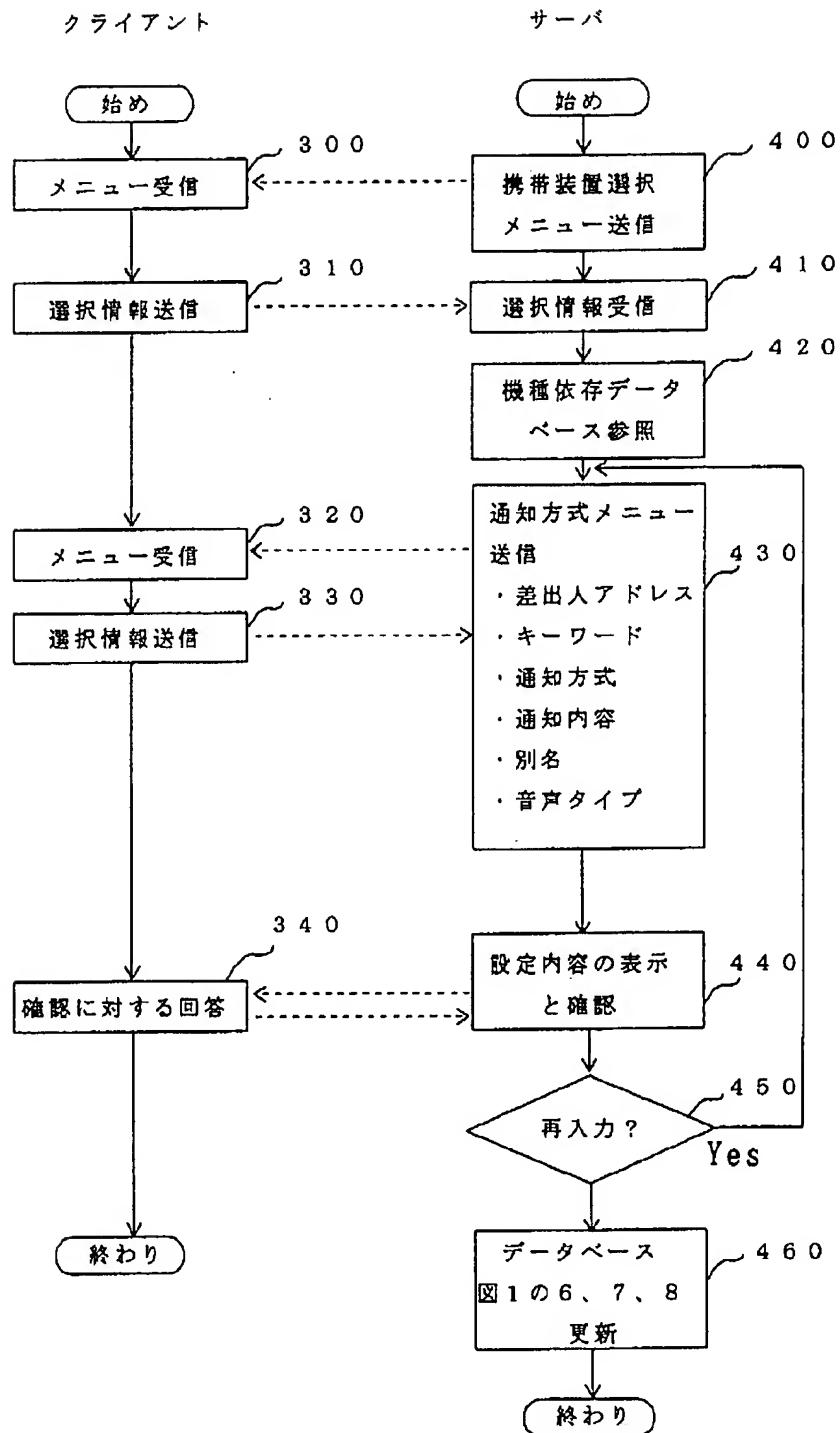 クライアント
サーバ
始め
始め
300
メニュー受信
400
携帯装置選択
メニュー送信
310
選択情報送信
410
選択情報受信
420
機種依存データ
ベース参照
320
メニュー受信
330
選択情報送信
通知方式メニュー
送信
・差出人アドレス
・キーワード
・通知方式
・通知内容
・別名
・音声タイプ
430
340
確認に対する回答
設定内容の表示
と確認
440
450
再入力?
Yes
終わり
データベース
図1の6、7、8
更新
460
終わり